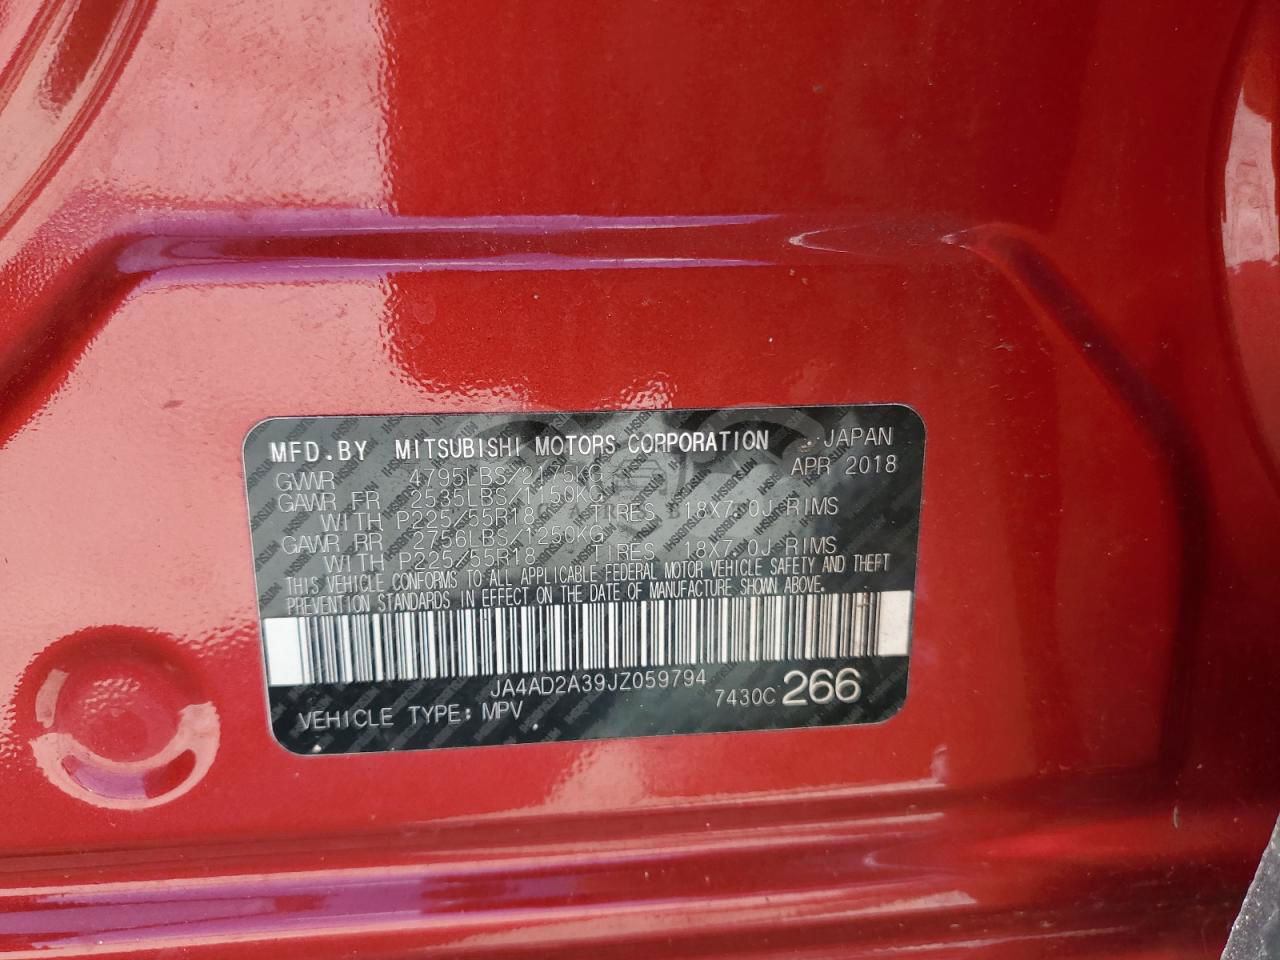 MFD.BY MITSUBISHI MOTORS CORPORATION JAPAN
GVWR 4795LBS/2175KG APR 2018
GAWR FR 2535LBS/1150KG
WITH P225/55R18 TIRES 18X7.0J RIMS
GAWR RR 2756LBS/1250KG
WITH P225/55R18 TIRES 18X7.0J RIMS
THIS VEHICLE CONFORMS TO ALL APPLICABLE FEDERAL MOTOR VEHICLE SAFETY AND THEFT
PREVENTION STANDARDS IN EFFECT ON THE DATE OF MANUFACTURE SHOWN ABOVE.
JA4AD2A39JZ059794
VEHICLE TYPE: MPV 7430C 266